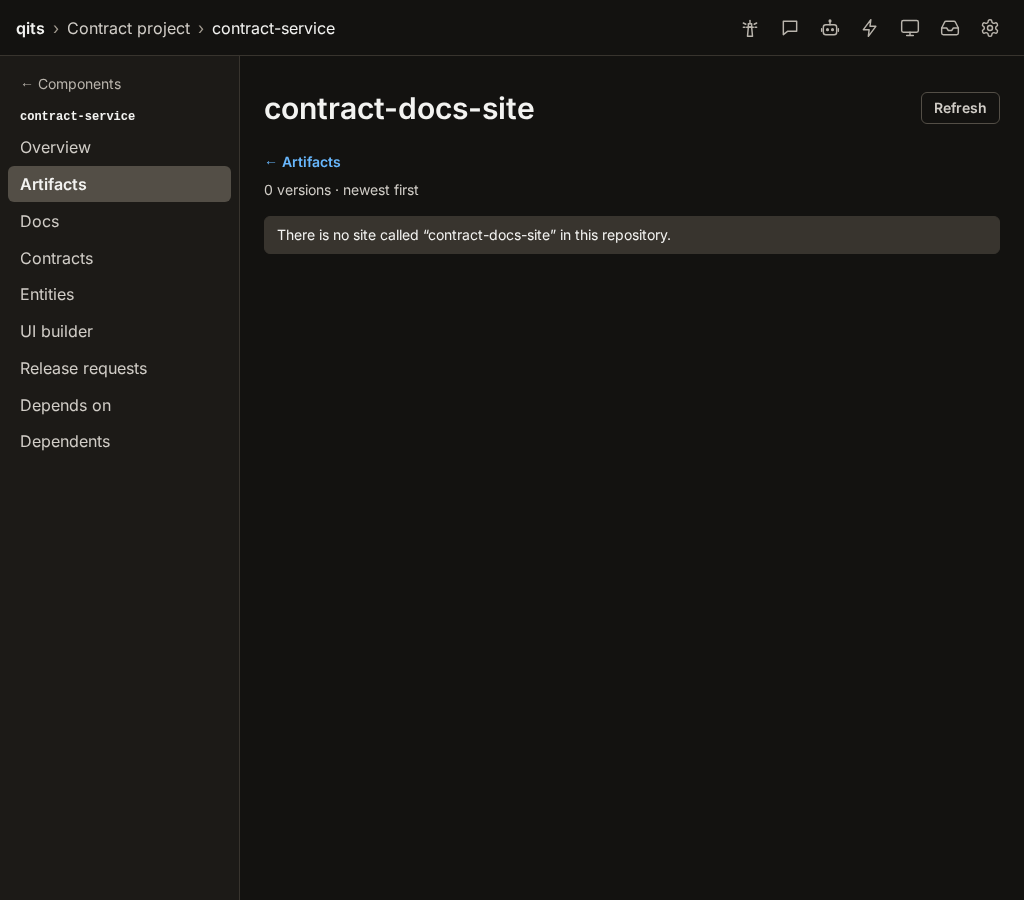 qits › Contract project › contract-service
← Components
contract-service
Overview
Artifacts
Docs
Contracts
Entities
UI builder
Release requests
Depends on
Dependents
contract-docs-site
Refresh
← Artifacts
0 versions · newest first
There is no site called “contract-docs-site” in this repository.